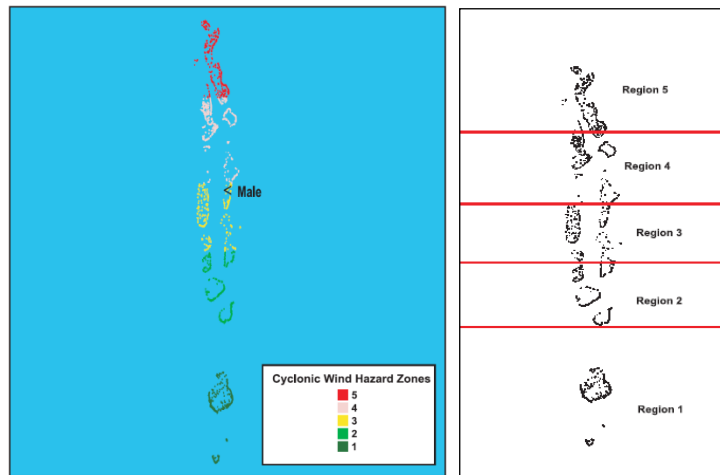 < Male
Cyclonic Wind Hazard Zones
5
4
3
2
1
Region 5
Region 4
Region 3
Region 2
Region 1